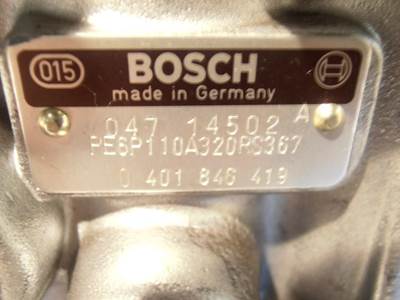 015 BOSCH
made in Germany
047 14502 A
PE6P110A320RS367
0 401 846 419